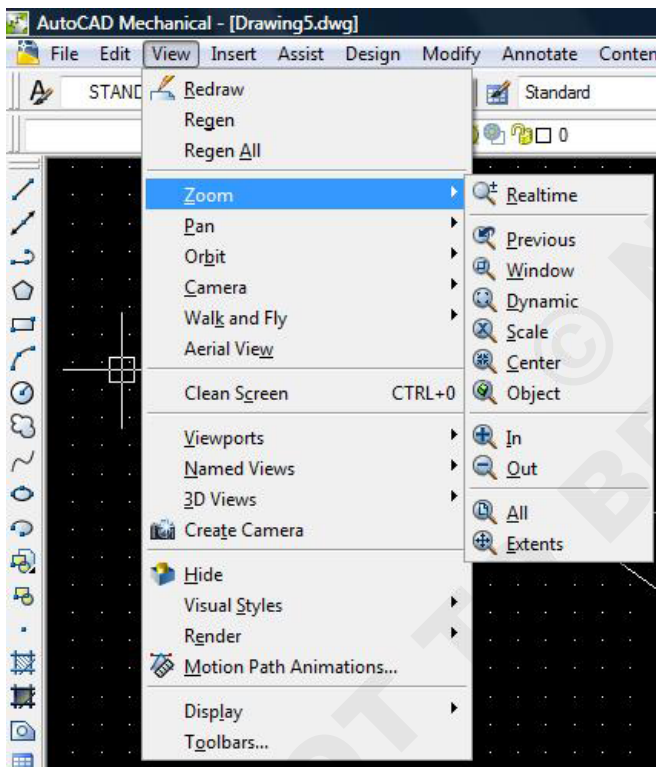 AutoCAD Mechanical - [Drawing5.dwg]
File Edit View Insert Assist Design Modify Annotate Conten
STAND
Standard
0
Redraw
Regen
Regen All
Zoom
Pan
Orbit
Camera
Walk and Fly
Aerial View
Clean Screen CTRL+0
Viewports
Named Views
3D Views
Create Camera
Hide
Visual Styles
Render
Motion Path Animations...
Display
Toolbars...
Realtime
Previous
Window
Dynamic
Scale
Center
Object
In
Out
All
Extents